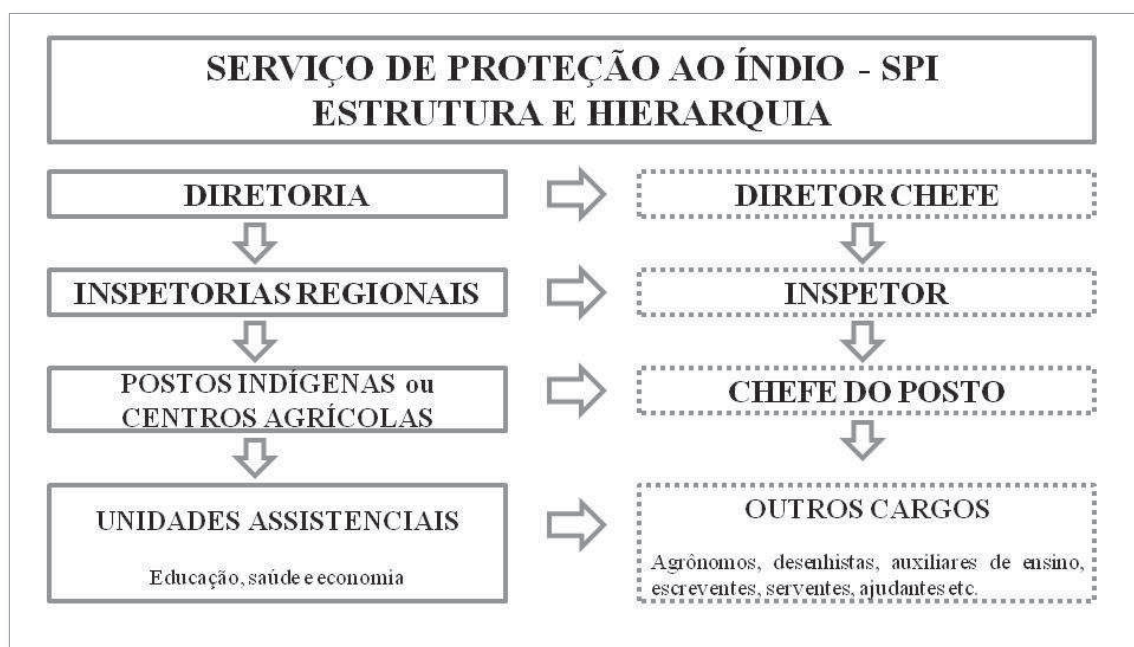 SERVIÇO DE PROTEÇÃO AO ÍNDIO - SPI
ESTRUTURA E HIERARQUIA
DIRETORIA
DIRETOR CHEFE
INSPETORIAS REGIONAIS
INSPETOR
POSTOS INDÍGENAS ou
CENTROS AGRÍCOLAS
CHEFE DO POSTO
UNIDADES ASSISTENCIAIS
Educação, saúde e economia
OUTROS CARGOS
Agrônomos, desenhistas, auxiliares de ensino,
escreventes, serventes, ajudantes etc.